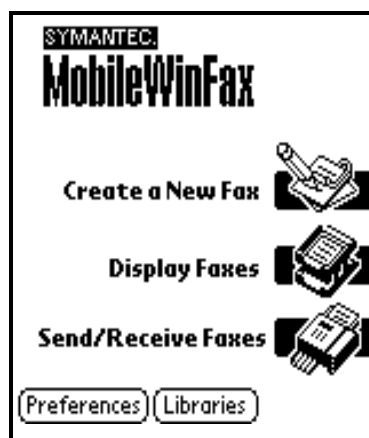 SYMANTEC.
MobileWinFax
Create a New Fax
Display Faxes
Send/Receive Faxes
Preferences Libraries